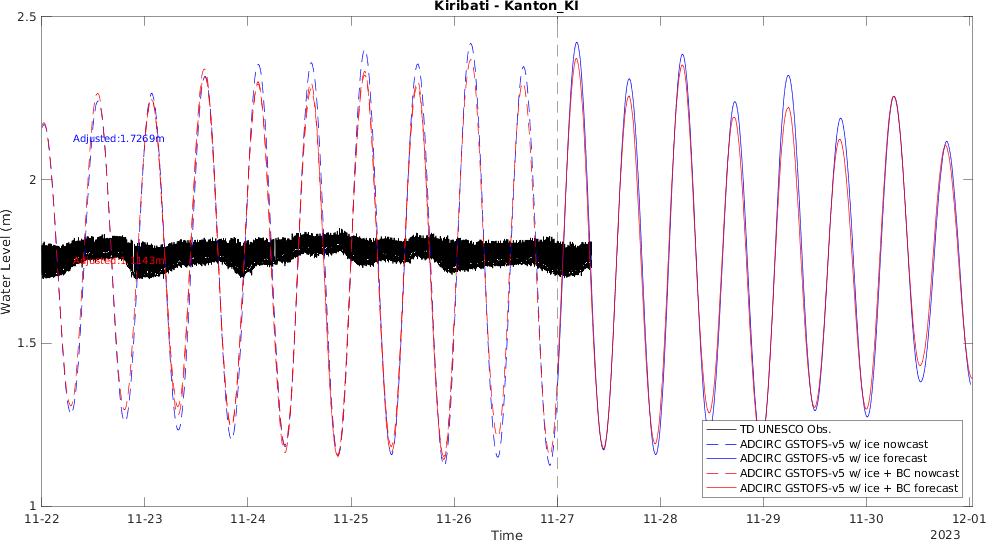 Kiribati - Kanton_KI
2.5
2
1.5
1
Water Level (m)
Adjusted:1.7269m
TD UNESCO Obs.
ADCIRC GSTOFS-v5 w/ ice nowcast
ADCIRC GSTOFS-v5 w/ ice forecast
ADCIRC GSTOFS-v5 w/ ice + BC nowcast
ADCIRC GSTOFS-v5 w/ ice + BC forecast
11-22 11-23 11-24 11-25 11-26 11-27 11-28 11-29 11-30 12-01
Time
2023